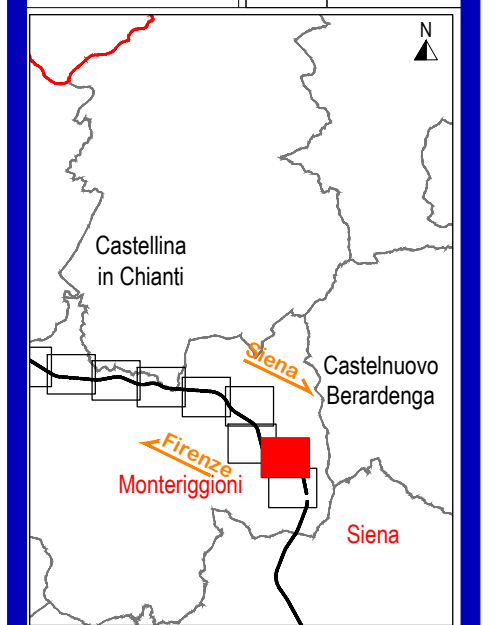 N
Castellina
in Chianti
Siena
Castelnuovo
Berardenga
Firenze
Monteriggioni
Siena